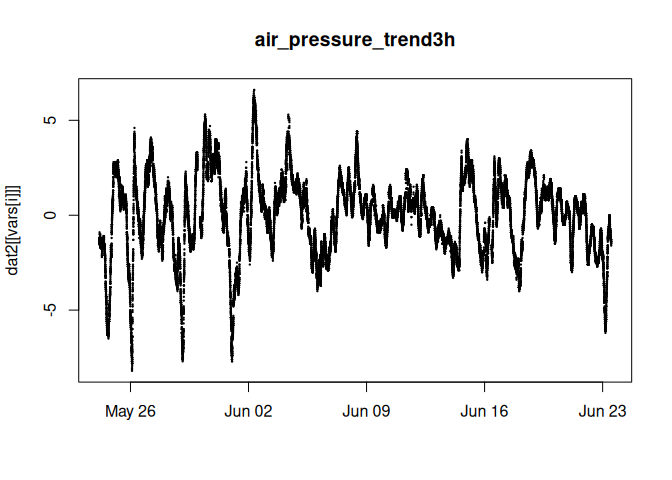 air_pressure_trend3h
dat2[[vars[i]]]
5
0
-5
May 26
Jun 02
Jun 09
Jun 16
Jun 23